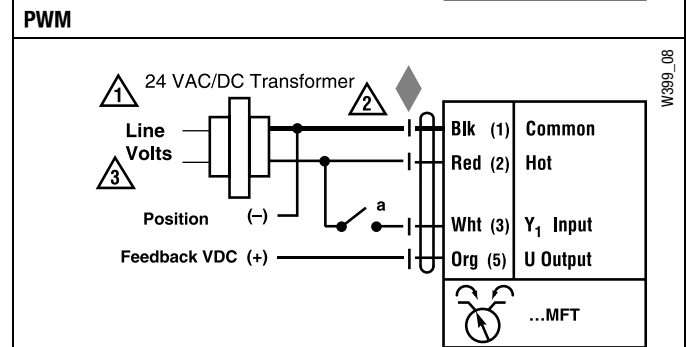 PWM
W399_08
1 24 VAC/DC Transformer 2
Line
Volts
3
Blk (1) Common
Red (2) Hot
a
Position (–)
Wht (3) Y₁ Input
Feedback VDC (+)
Org (5) U Output
...MFT